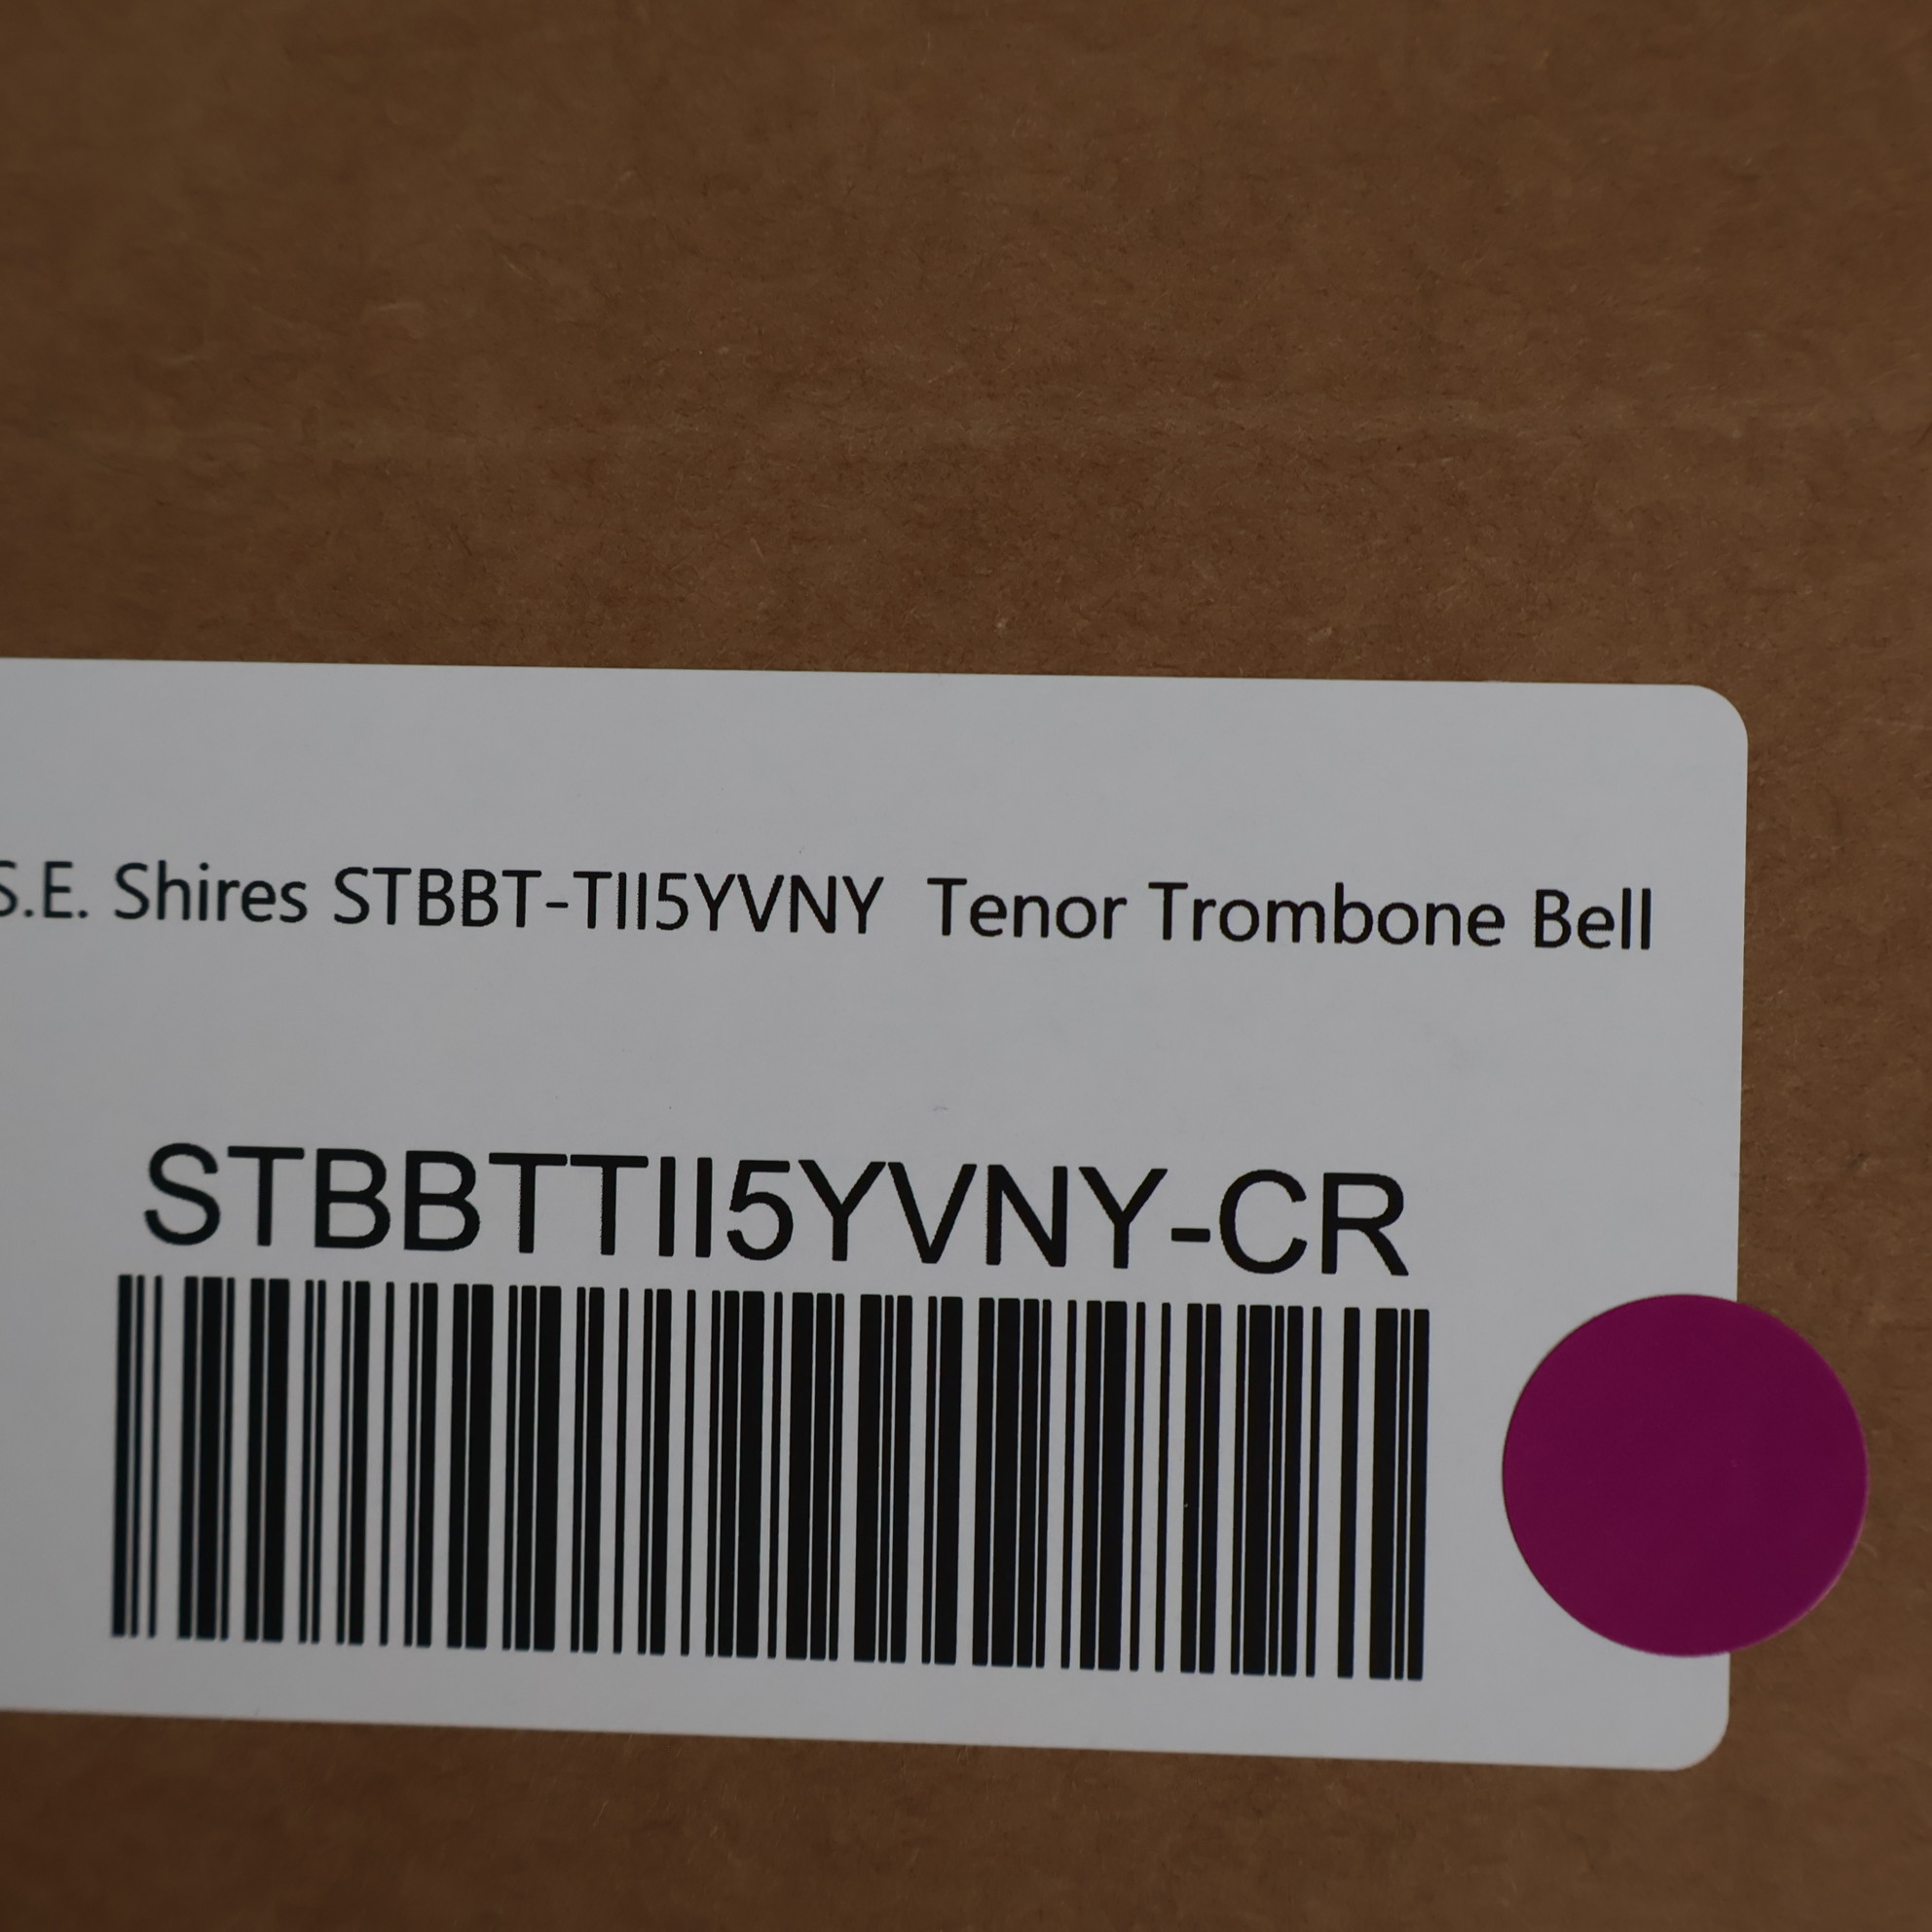 S.E. Shires STBBT-TII5YVNY Tenor Trombone Bell
STBBTTII5YVNY-CR